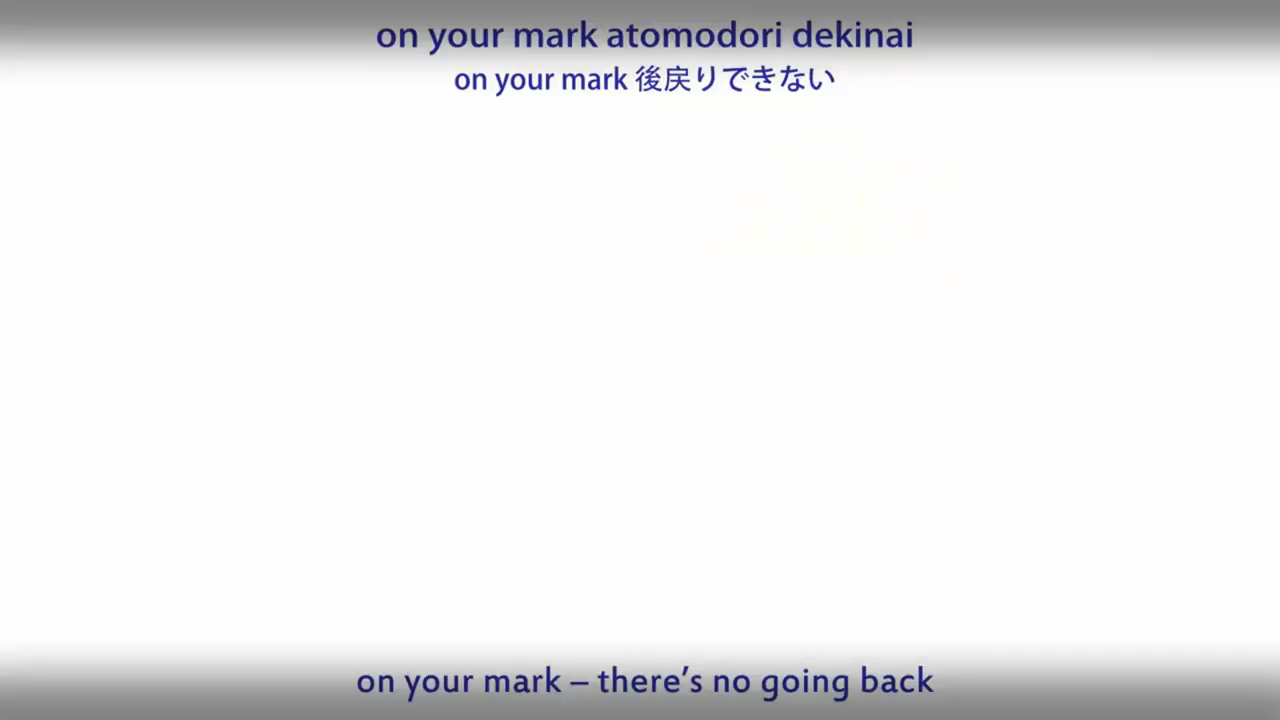 on your mark atomodori dekinai
on your mark 後戻りできない
on your mark – there's no going back